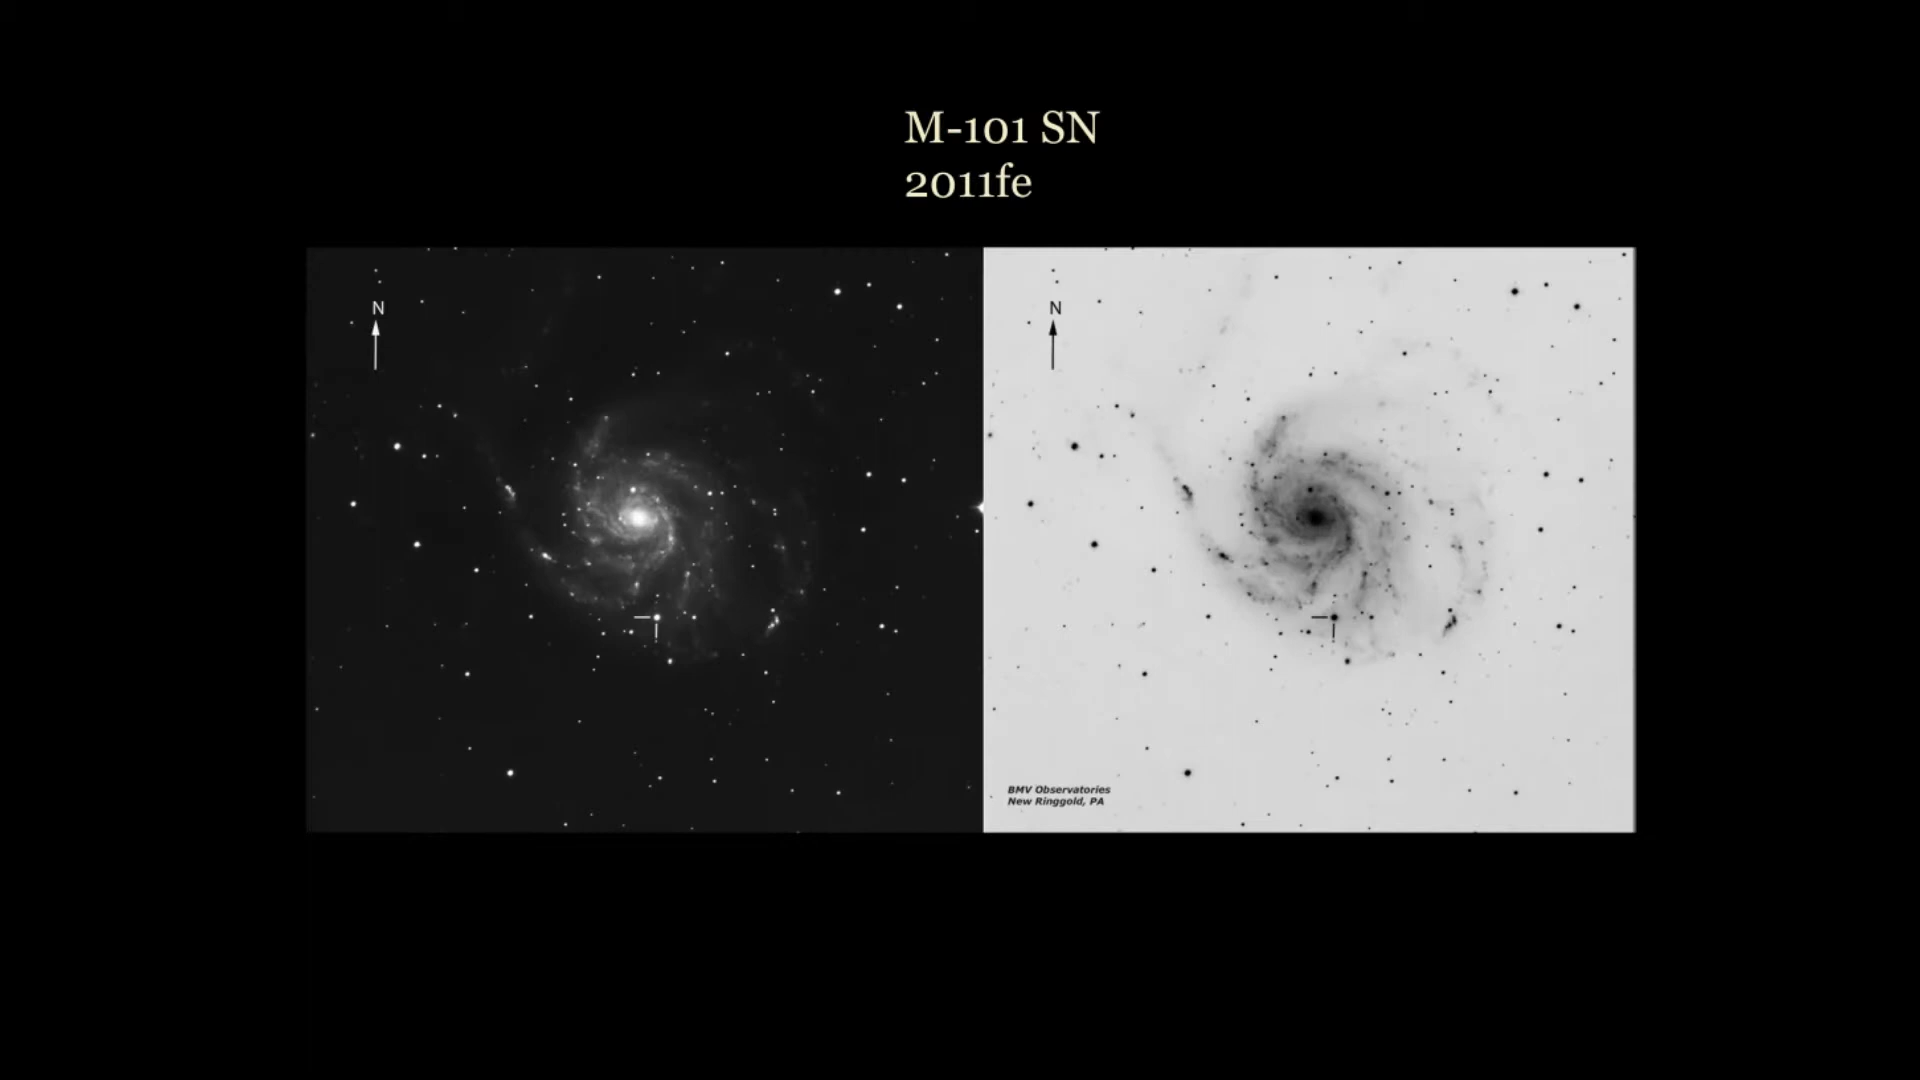 M-101 SN
2011fe
N
N
BMV Observatories
New Ringgold, PA